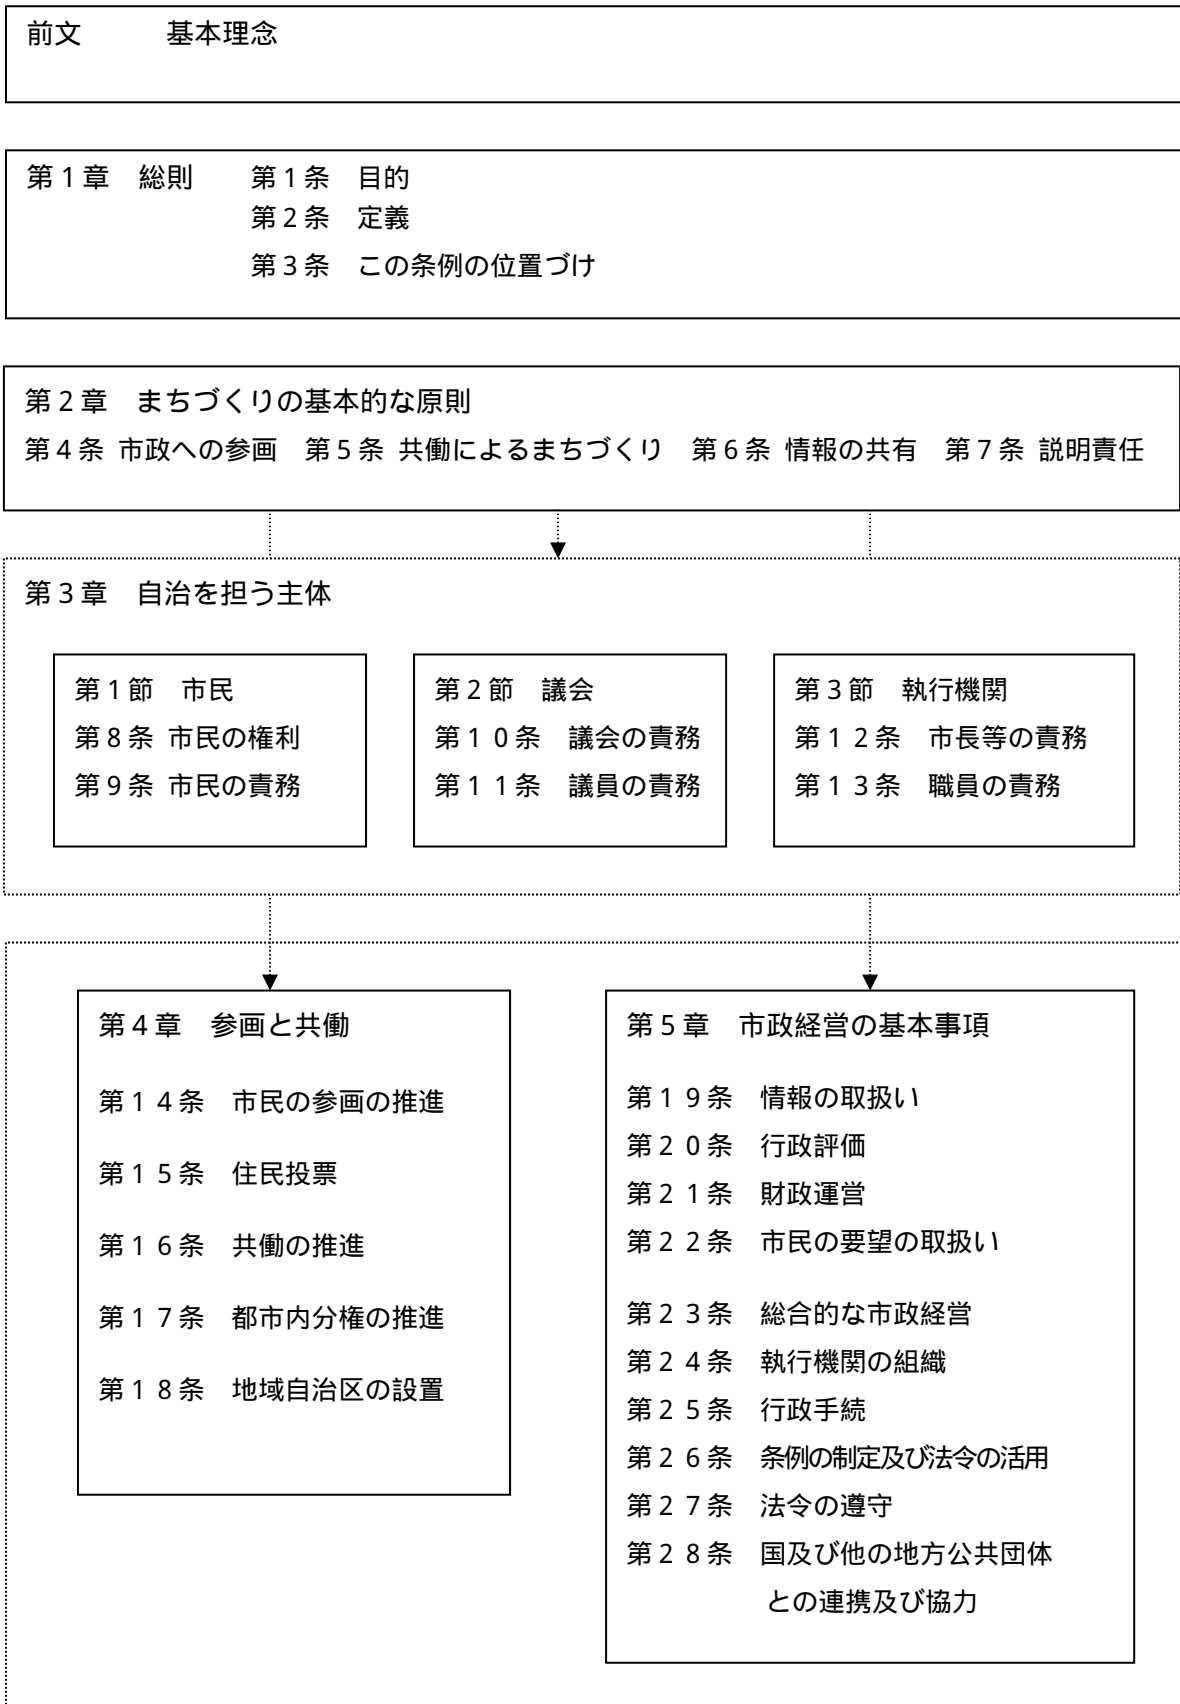 前文　　　基本理念
第1章　総則　　第1条　目的
第2条　定義
第3条　この条例の位置づけ
第2章　まちづくりの基本的な原則
第4条 市政への参画　第5条 共働によるまちづくり　第6条 情報の共有　第7条 説明責任
第3章　自治を担う主体
第1節　市民
第8条 市民の権利
第9条 市民の責務
第2節　議会
第10条　議会の責務
第11条　議員の責務
第3節　執行機関
第12条　市長等の責務
第13条　職員の責務
第4章　参画と共働
第14条　市民の参画の推進
第15条　住民投票
第16条　共働の推進
第17条　都市内分権の推進
第18条　地域自治区の設置
第5章　市政経営の基本事項
第19条　情報の取扱い
第20条　行政評価
第21条　財政運営
第22条　市民の要望の取扱い
第23条　総合的な市政経営
第24条　執行機関の組織
第25条　行政手続
第26条　条例の制定及び法令の活用
第27条　法令の遵守
第28条　国及び他の地方公共団体
との連携及び協力